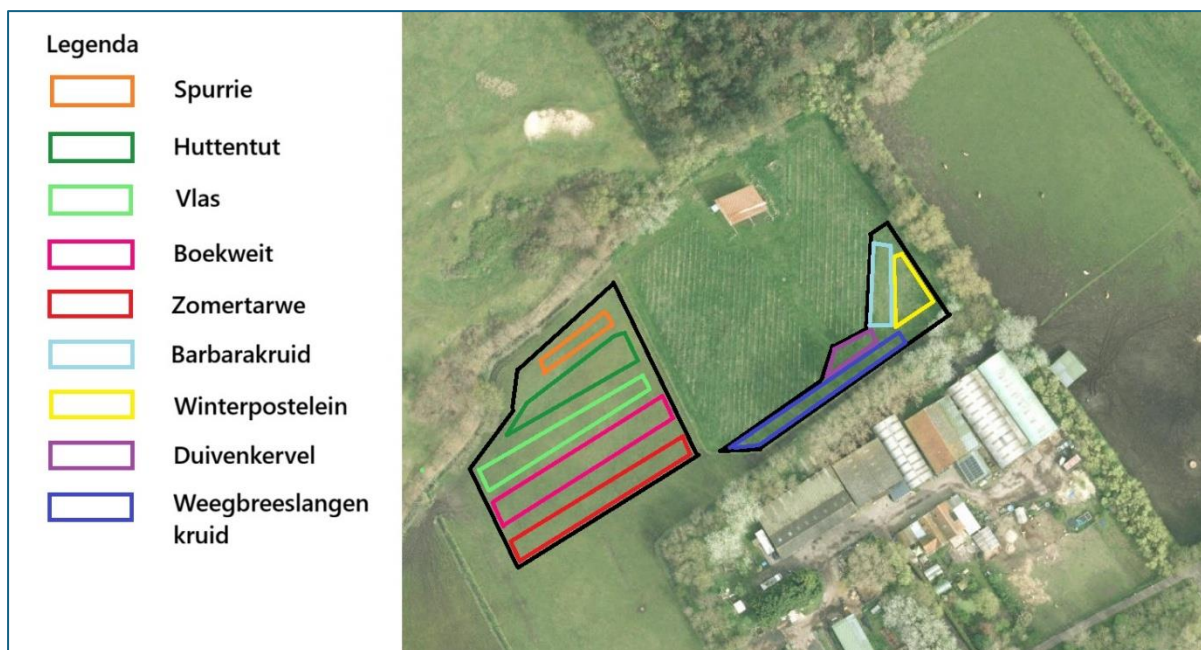 Legenda
Spurrie
Huttentut
Vlas
Boekweit
Zomertarwe
Barbarakruid
Winterpostelein
Duivenkervel
Weegbreeslangen
kruid